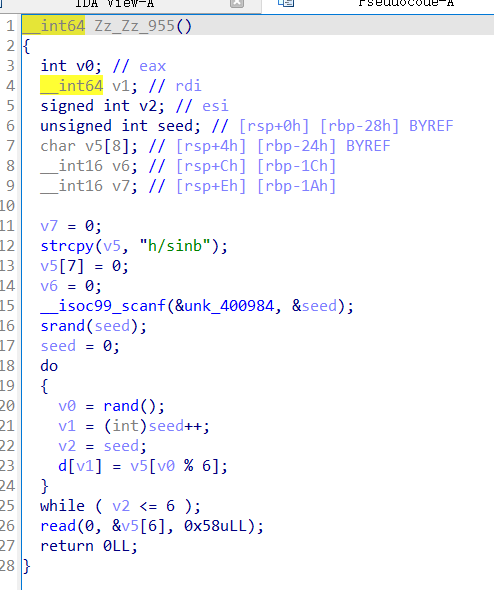 IDA View-A Pseudocode-A
1 __int64 Zz_Zz_955()
2 {
3 int v0; // eax
4 __int64 v1; // rdi
5 signed int v2; // esi
6 unsigned int seed; // [rsp+0h] [rbp-28h] BYREF
7 char v5[8]; // [rsp+4h] [rbp-24h] BYREF
8 __int16 v6; // [rsp+Ch] [rbp-1Ch]
9 __int16 v7; // [rsp+Eh] [rbp-1Ah]
10
11 v7 = 0;
12 strcpy(v5, "h/sinb");
13 v5[7] = 0;
14 v6 = 0;
15 __isoc99_scanf(&unk_400984, &seed);
16 srand(seed);
17 seed = 0;
18 do
19 {
20 v0 = rand();
21 v1 = (int)seed++;
22 v2 = seed;
23 d[v1] = v5[v0 % 6];
24 }
25 while ( v2 <= 6 );
26 read(0, &v5[6], 0x58uLL);
27 return 0LL;
28 }